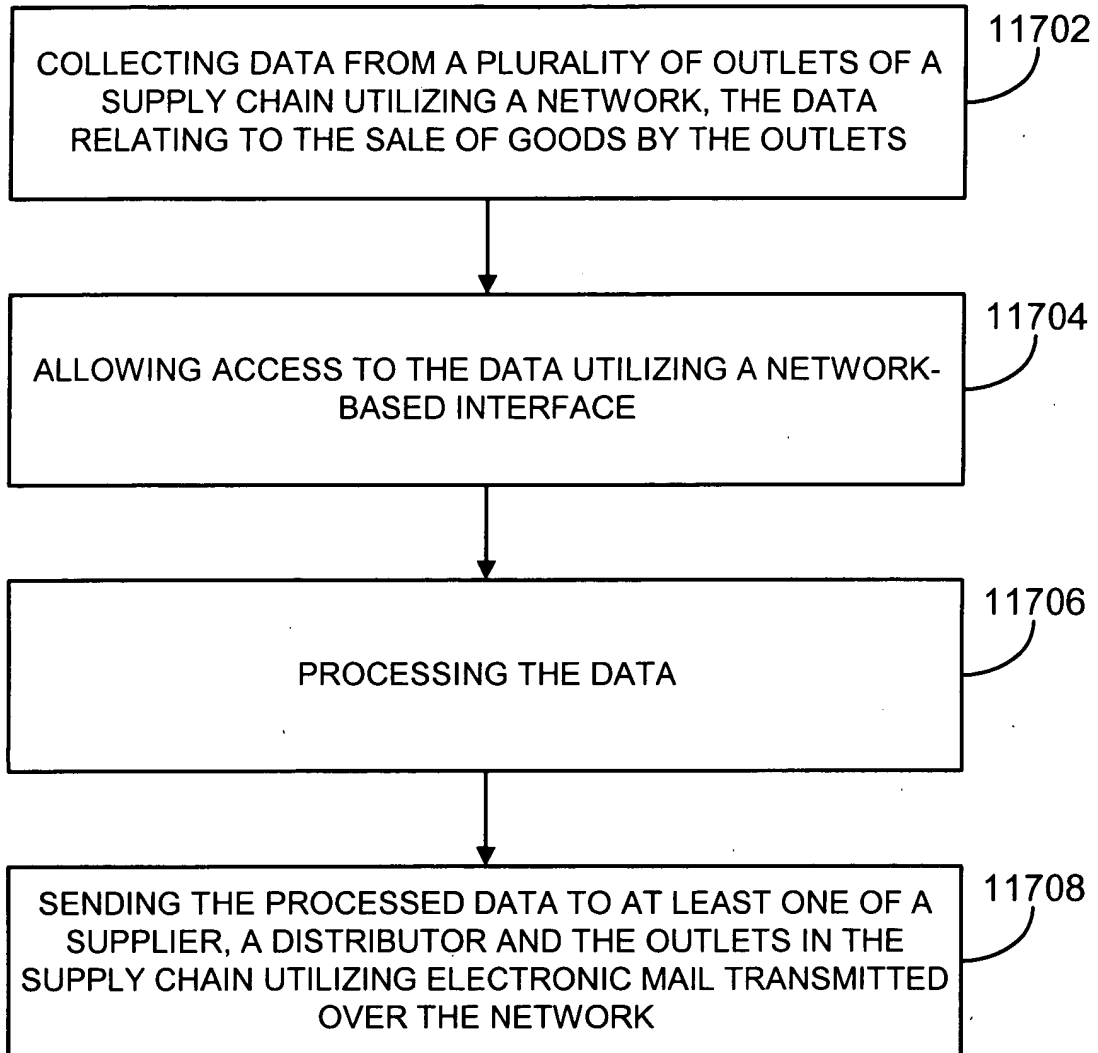 11702
COLLECTING DATA FROM A PLURALITY OF OUTLETS OF A
SUPPLY CHAIN UTILIZING A NETWORK, THE DATA
RELATING TO THE SALE OF GOODS BY THE OUTLETS
11704
ALLOWING ACCESS TO THE DATA UTILIZING A NETWORK-
BASED INTERFACE
11706
PROCESSING THE DATA
11708
SENDING THE PROCESSED DATA TO AT LEAST ONE OF A
SUPPLIER, A DISTRIBUTOR AND THE OUTLETS IN THE
SUPPLY CHAIN UTILIZING ELECTRONIC MAIL TRANSMITTED
OVER THE NETWORK